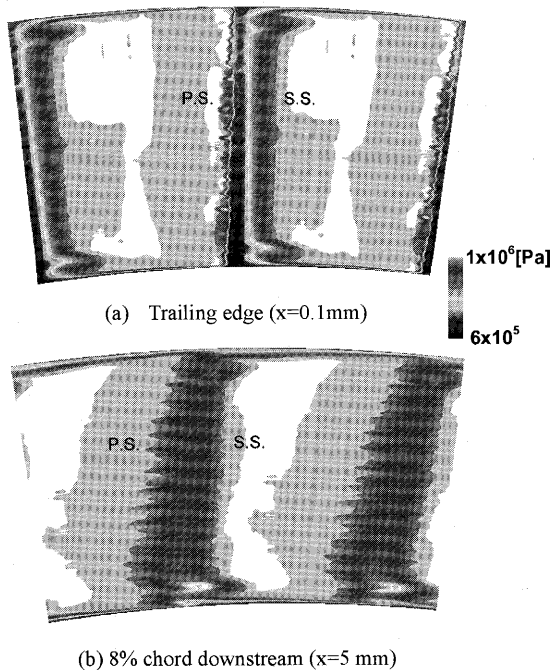 P.S. S.S.
1x10⁶[Pa]
6x10⁵
(a) Trailing edge (x=0.1mm)
P.S. S.S.
(b) 8% chord downstream (x=5 mm)